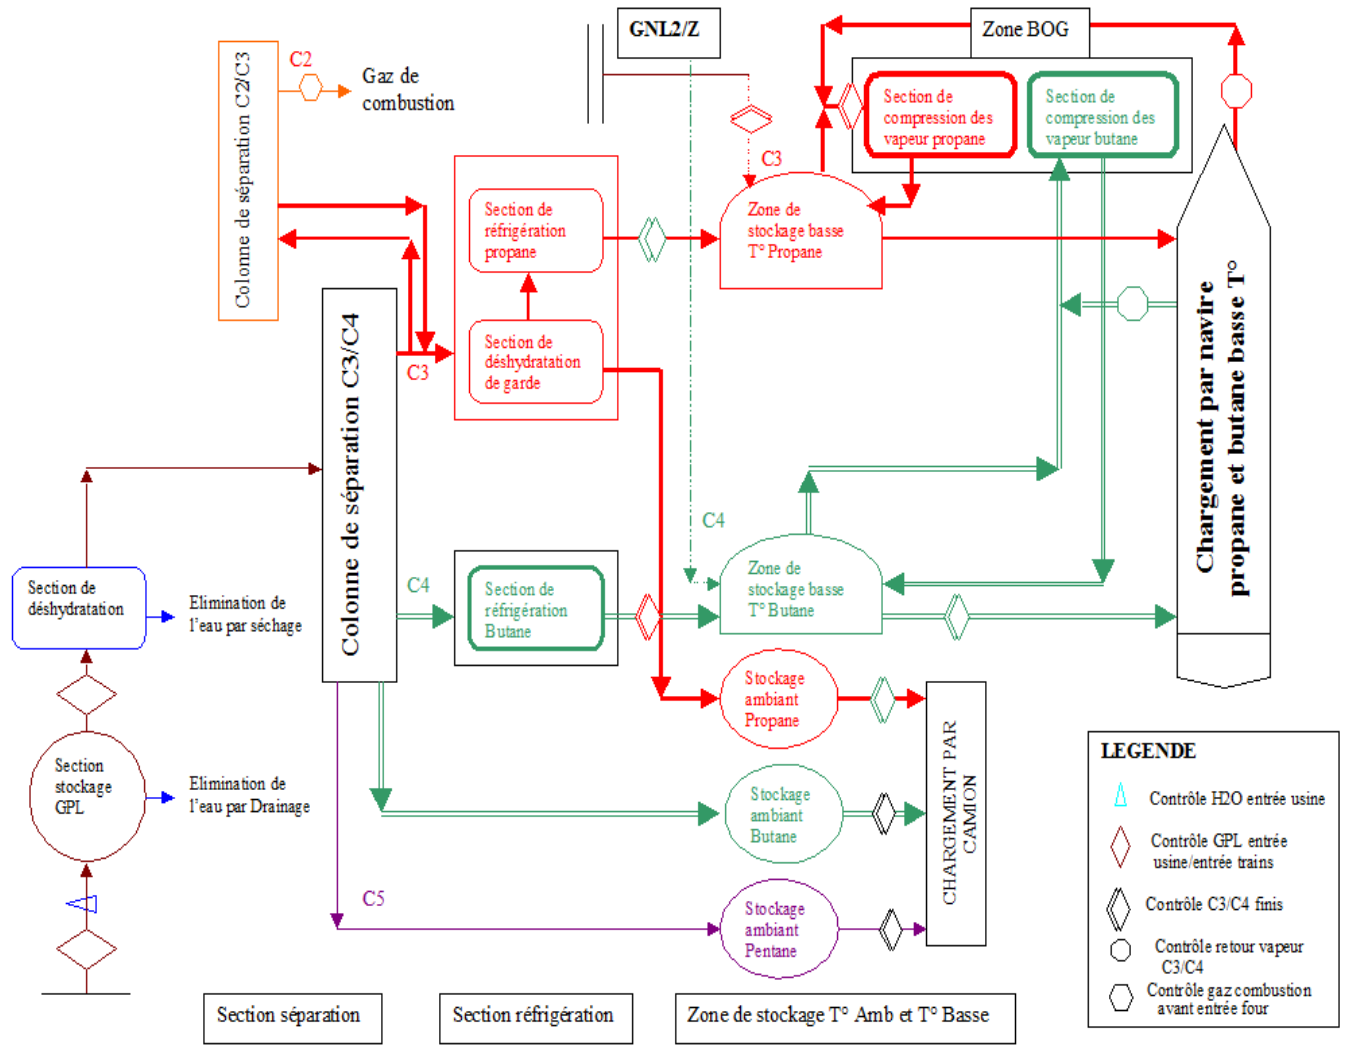 GNL2/Z
Zone BOG
Colonne de séparation C2/C3
C2
Gaz de
combustion
Section de
compression des
vapeur propane
Section de
compression des
vapeur butane
C3
Section de
réfrigération
propane
Zone de
stockage basse
T° Propane
Section de
déshydratation
de garde
C3
Colonne de séparation C3/C4
Chargement par navire
propane et butane basse T°
C4
Section de
déshydratation
Elimination de
l'eau par séchage
C4
Section de
réfrigération
Butane
Zone de
stockage basse
T° Butane
Stockage
ambiant
Propane
Section
stockage
GPL
Elimination de
L'eau par Drainage
Stockage
ambiant
Butane
CHARGEMENT PAR
CAMION
C5
Stockage
ambiant
Pentane
LEGENDE
Contrôle H2O entrée usine
Contrôle GPL entrée
usine/entrée trains
Contrôle C3/C4 finis
Contrôle retour vapeur
C3/C4
Contrôle gaz combustion
avant entrée four
Section séparation
Section réfrigération
Zone de stockage T° Amb et T° Basse